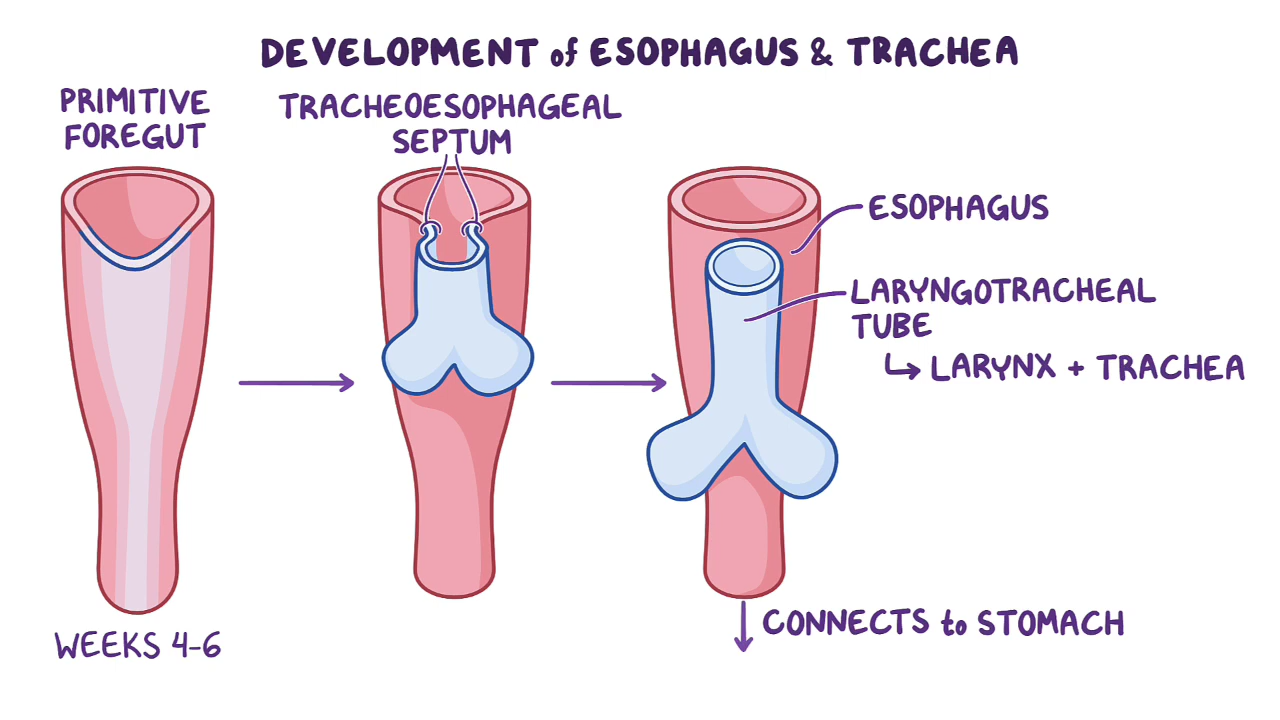 DEVELOPMENT of ESOPHAGUS & TRACHEA
PRIMITIVE
FOREGUT
TRACHEOESOPHAGEAL
SEPTUM
ESOPHAGUS
LARYNGOTRACHEAL
TUBE
↳ LARYNX + TRACHEA
CONNECTS to STOMACH
WEEKS 4-6